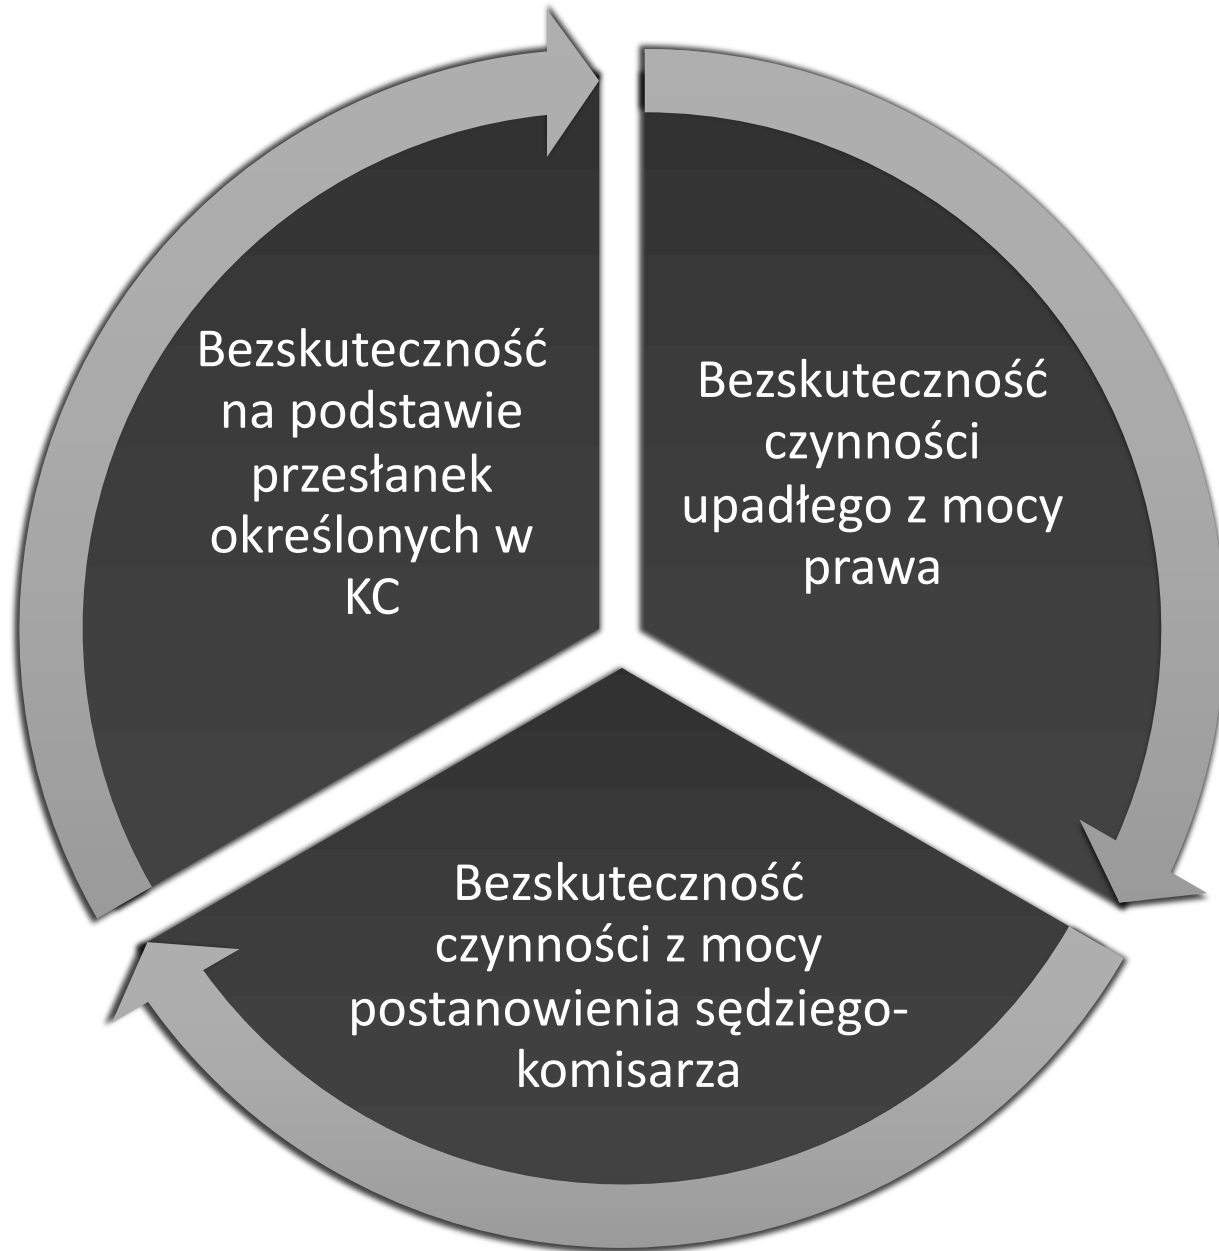 Bezskuteczność
na podstawie
przesłanek
określonych w
KC
Bezskuteczność
czynności
upadłego z mocy
prawa
Bezskuteczność
czynności z mocy
postanowienia sędziego-
komisarza